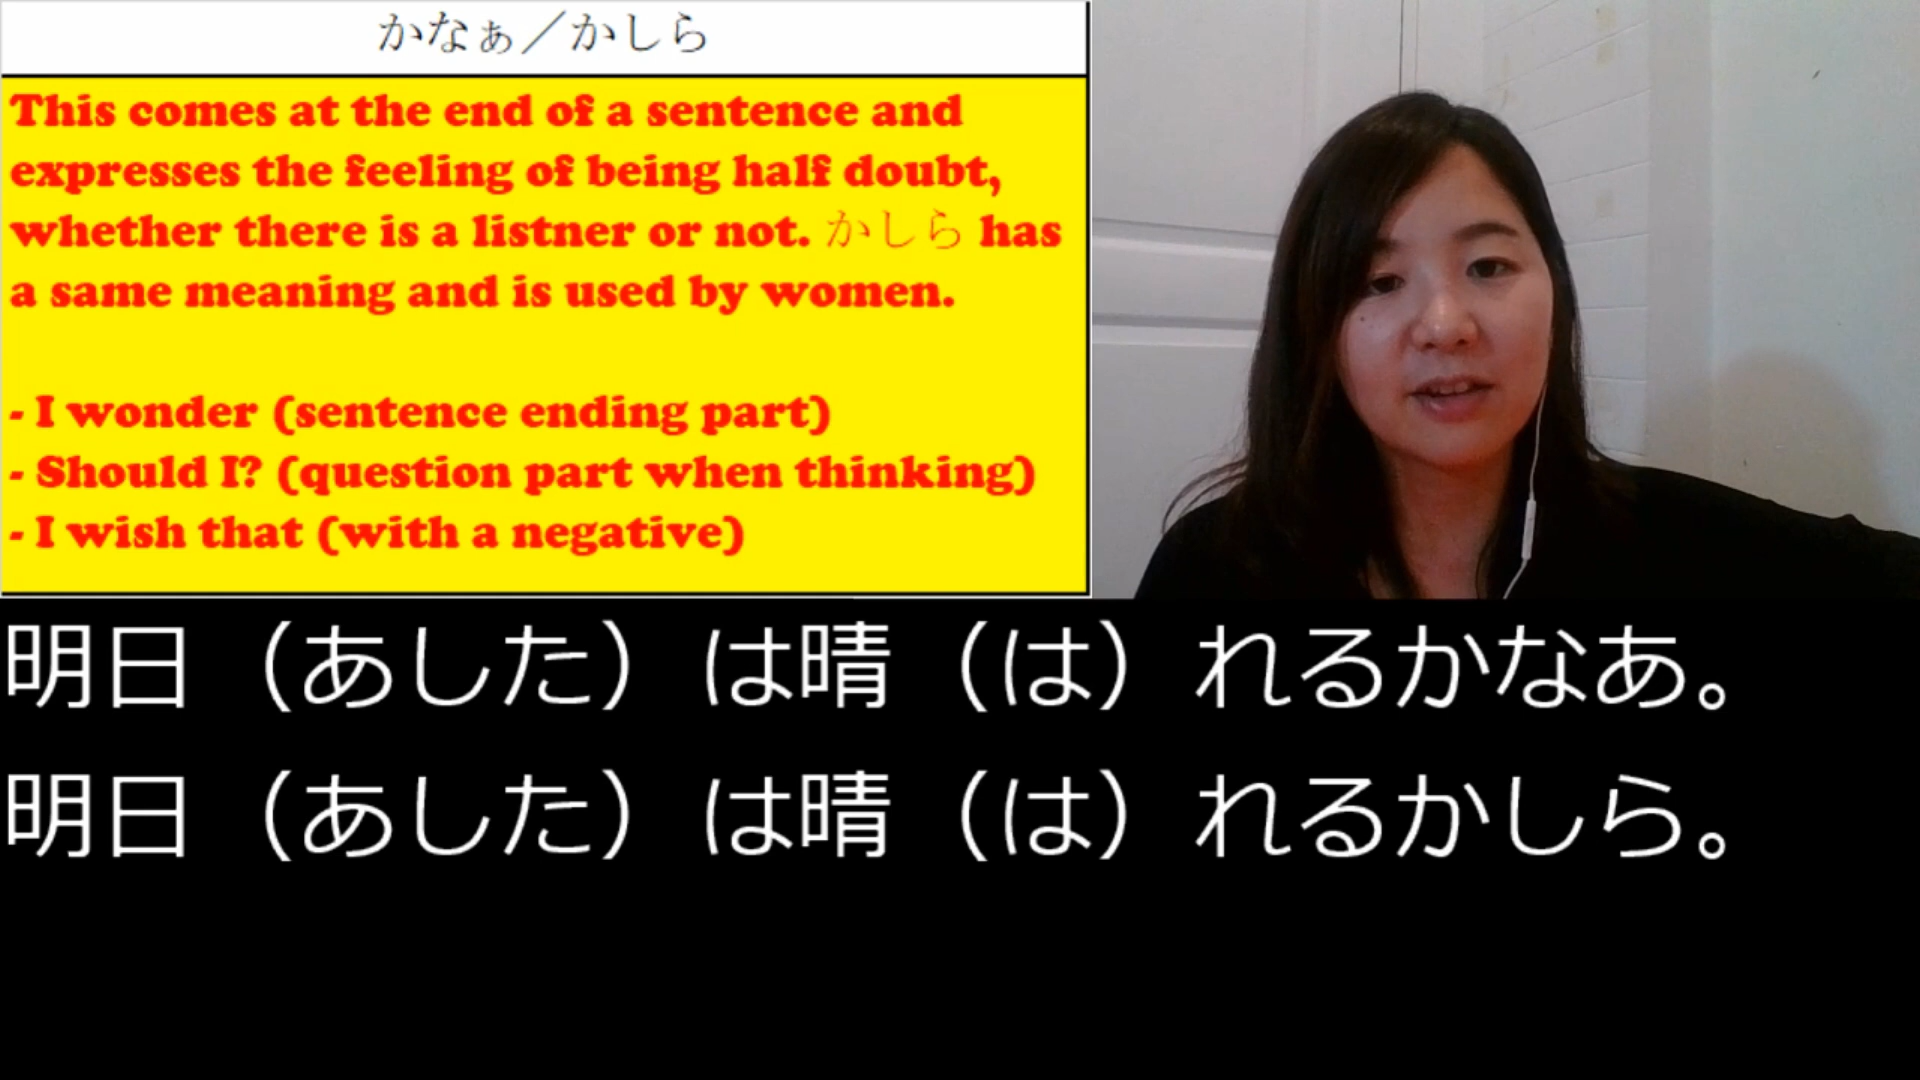 かなぁ／かしら
This comes at the end of a sentence and
expresses the feeling of being half doubt,
whether there is a listner or not. かしら has
a same meaning and is used by women.
- I wonder (sentence ending part)
- Should I? (question part when thinking)
- I wish that (with a negative)
明日（あした）は晴（は）れるかなあ。
明日（あした）は晴（は）れるかしら。